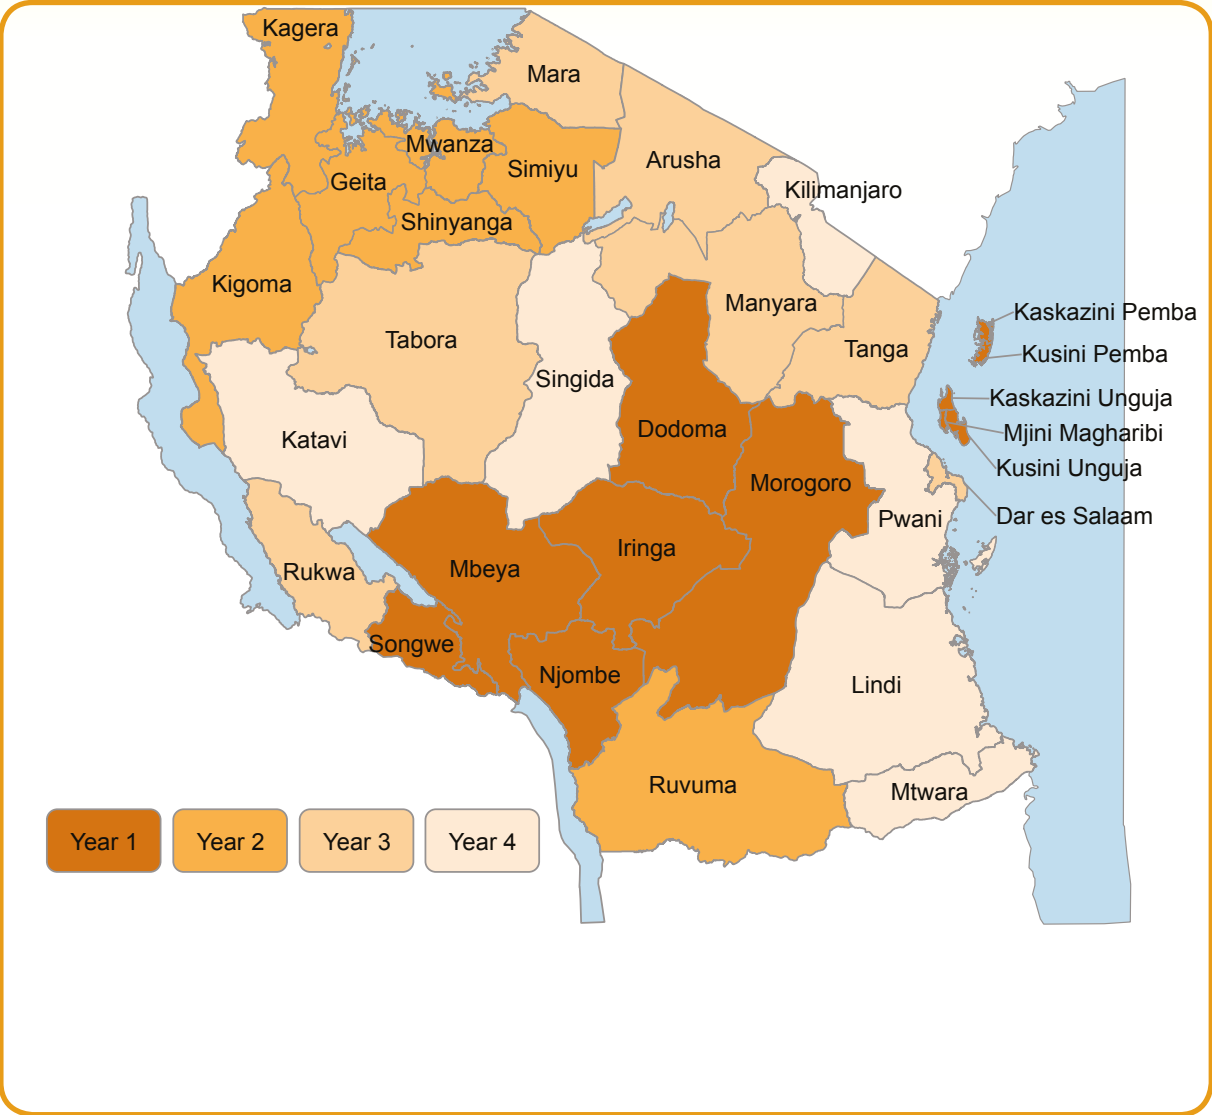 Kagera
Mara
Mwanza
Arusha
Simiyu
Geita
Kilimanjaro
Shinyanga
Kigoma
Manyara
Kaskazini Pemba
Tabora
Tanga
Kusini Pemba
Singida
Kaskazini Unguja
Dodoma
Mjini Magharibi
Katavi
Kusini Unguja
Morogoro
Pwani
Dar es Salaam
Iringa
Rukwa
Mbeya
Songwe
Njombe
Lindi
Ruvuma
Mtwara
Year 1
Year 2
Year 3
Year 4